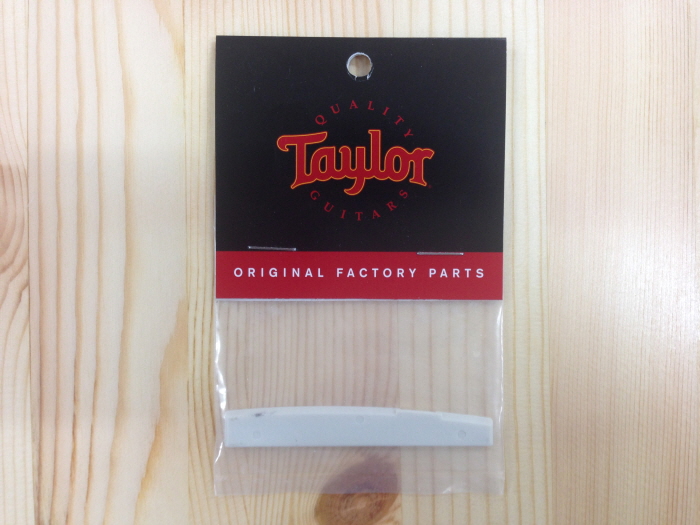 QUALITY
Taylor
GUITARS
ORIGINAL FACTORY PARTS